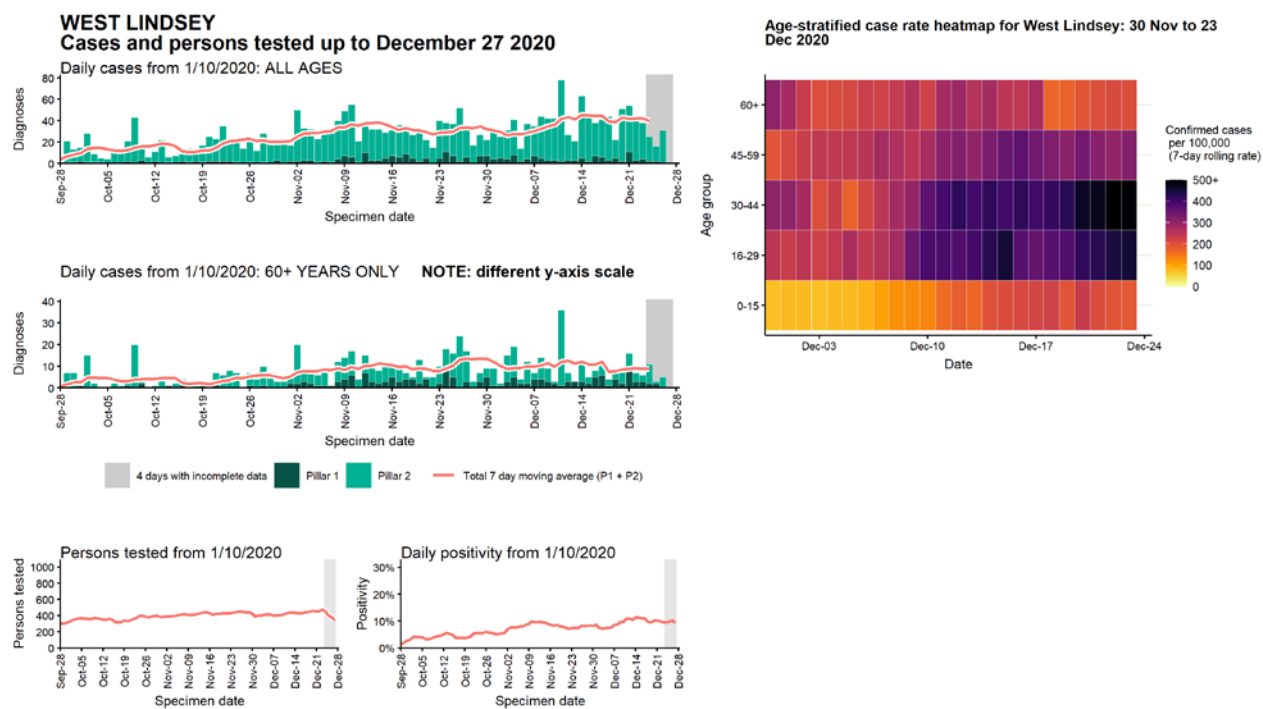 WEST LINDSEY
Cases and persons tested up to December 27 2020
Daily cases from 1/10/2020: ALL AGES
Diagnoses
80
60
40
20
0
Sep-28 Oct-05 Oct-12 Oct-19 Oct-26 Nov-02 Nov-09 Nov-16 Nov-23 Nov-30 Dec-07 Dec-14 Dec-21 Dec-28
Specimen date
Daily cases from 1/10/2020: 60+ YEARS ONLY NOTE: different y-axis scale
Diagnoses
40
30
20
10
0
Sep-28 Oct-05 Oct-12 Oct-19 Oct-26 Nov-02 Nov-09 Nov-16 Nov-23 Nov-30 Dec-07 Dec-14 Dec-21 Dec-28
Specimen date
4 days with incomplete data Pillar 1 Pillar 2 Total 7 day moving average (P1 + P2)
Persons tested from 1/10/2020
Persons tested
1000
800
600
400
200
0
Sep-28 Oct-05 Oct-12 Oct-19 Oct-26 Nov-02 Nov-09 Nov-16 Nov-23 Nov-30 Dec-07 Dec-14 Dec-21 Dec-28
Specimen date
Daily positivity from 1/10/2020
Positivity
30%
20%
10%
0%
Sep-28 Oct-05 Oct-12 Oct-19 Oct-26 Nov-02 Nov-09 Nov-16 Nov-23 Nov-30 Dec-07 Dec-14 Dec-21 Dec-28
Specimen date
Age-stratified case rate heatmap for West Lindsey: 30 Nov to 23
Dec 2020
Age group
60+
45-59
30-44
16-29
0-15
Dec-03 Dec-10 Dec-17 Dec-24
Date
Confirmed cases
per 100,000
(7-day rolling rate)
500+
400
300
200
100
0